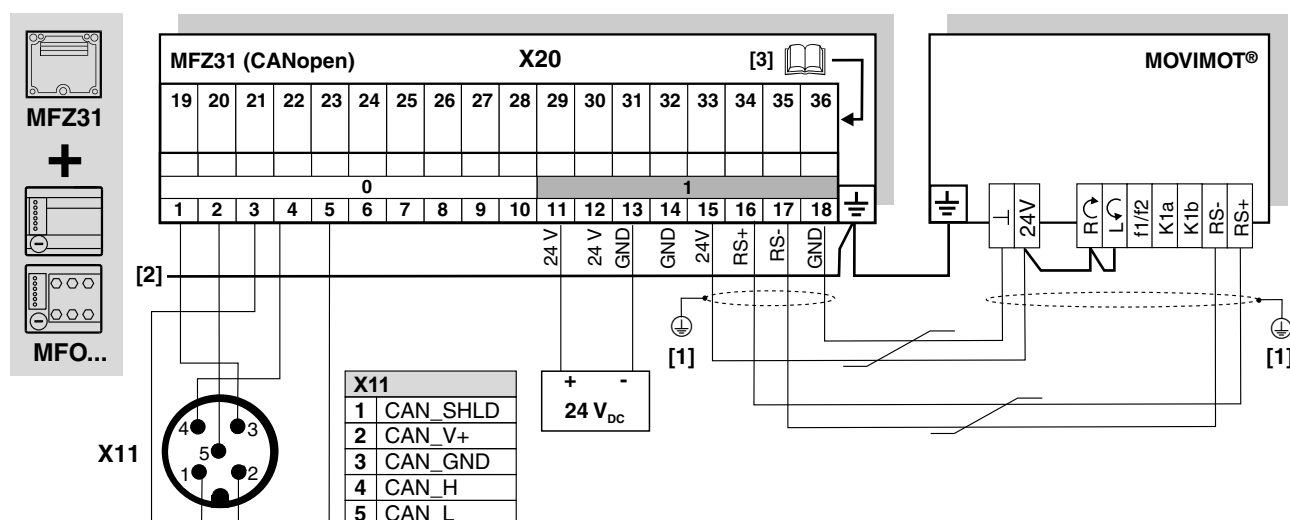 MFZ31 (CANopen) X20 [3]
MOVIMOT®
19 20 21 22 23 24 25 26 27 28 29 30 31 32 33 34 35 36
MFZ31
+
0 1
1 2 3 4 5 6 7 8 9 10 11 12 13 14 15 16 17 18
24 V 24 V GND GND 24V RS+ RS- GND
⊥ 24V R L f1/f2 K1a K1b RS- RS+
[2]
MFO...
[1] [1]
+ -
24 VDC
X11
1 CAN_SHLD
2 CAN_V+
3 CAN_GND
4 CAN_H
5 CAN_L
X11
4 3
5
1 2